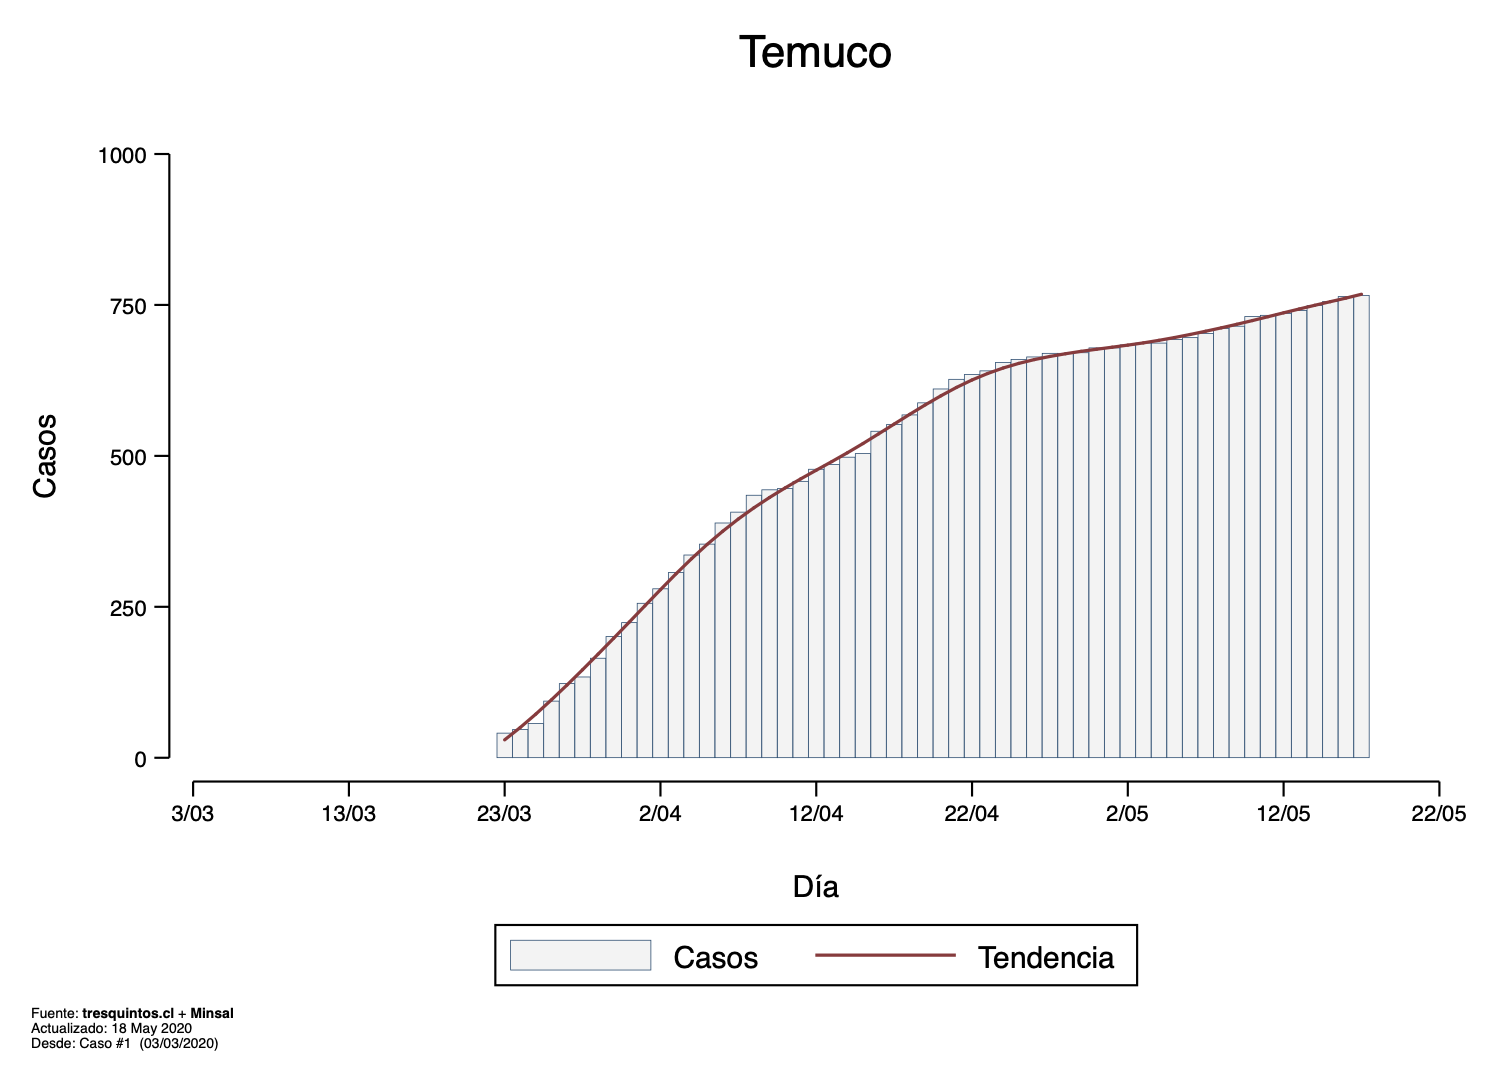 Temuco
Casos
1000
750
500
250
0
3/03 13/03 23/03 2/04 12/04 22/04 2/05 12/05 22/05
Día
Casos Tendencia
Fuente: tresquintos.cl + Minsal
Actualizado: 18 May 2020
Desde: Caso #1 (03/03/2020)